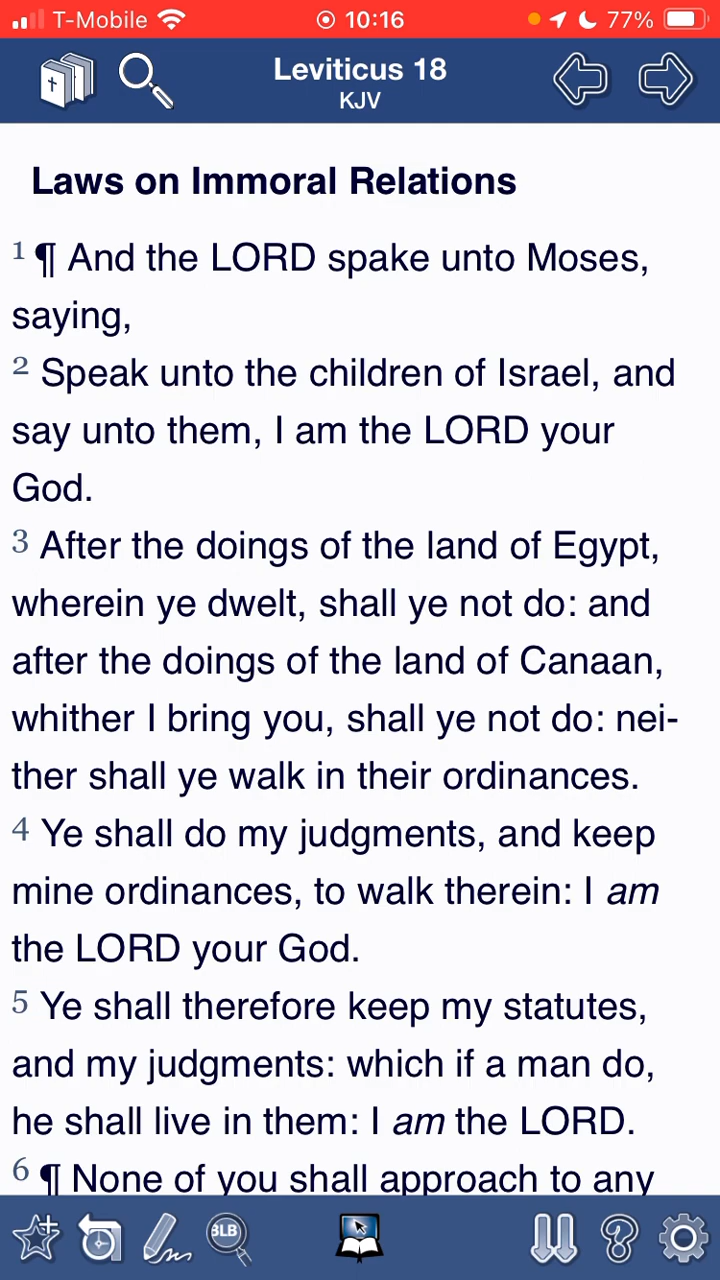 T-Mobile 10:16 77%
Leviticus 18
KJV
Laws on Immoral Relations
1 ¶ And the LORD spake unto Moses,
saying,
2 Speak unto the children of Israel, and
say unto them, I am the LORD your
God.
3 After the doings of the land of Egypt,
wherein ye dwelt, shall ye not do: and
after the doings of the land of Canaan,
whither I bring you, shall ye not do: nei-
ther shall ye walk in their ordinances.
4 Ye shall do my judgments, and keep
mine ordinances, to walk therein: I am
the LORD your God.
5 Ye shall therefore keep my statutes,
and my judgments: which if a man do,
he shall live in them: I am the LORD.
6 ¶ None of you shall approach to any
BLB